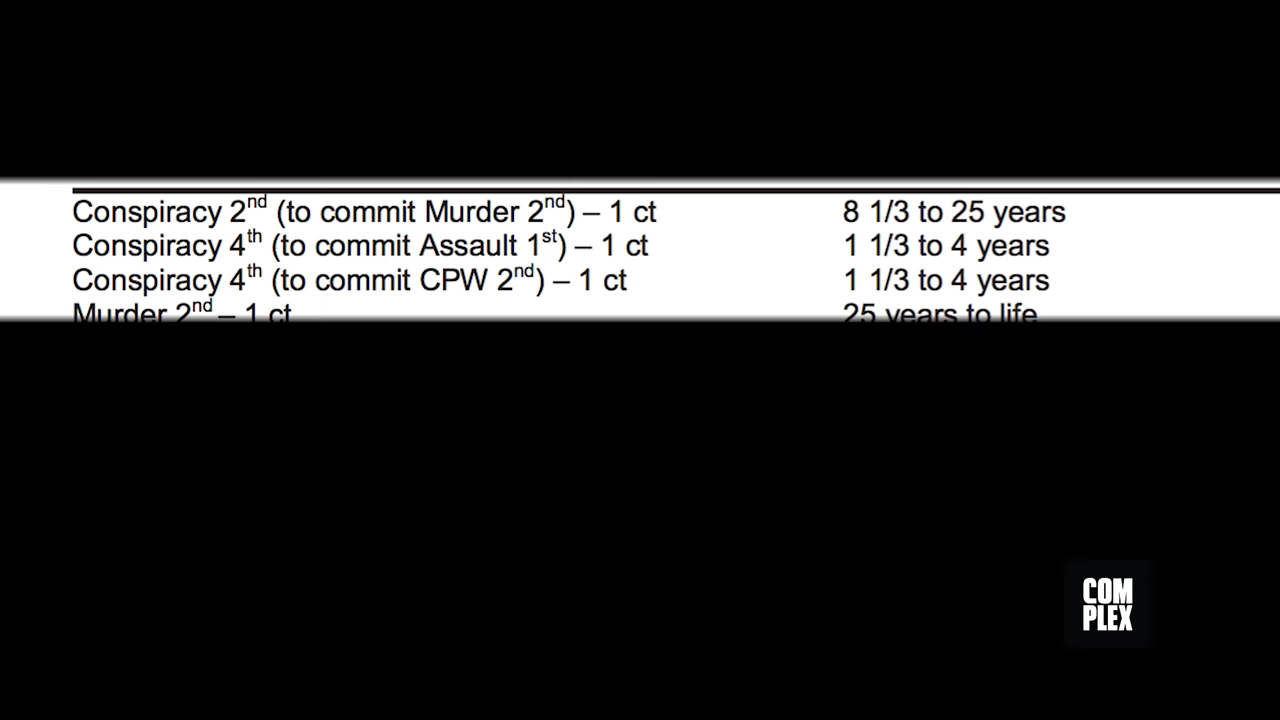 Conspiracy 2nd (to commit Murder 2nd) – 1 ct 8 1/3 to 25 years
Conspiracy 4th (to commit Assault 1st) – 1 ct 1 1/3 to 4 years
Conspiracy 4th (to commit CPW 2nd) – 1 ct 1 1/3 to 4 years
Murder 2nd – 1 ct 25 years to life
COM
PLEX